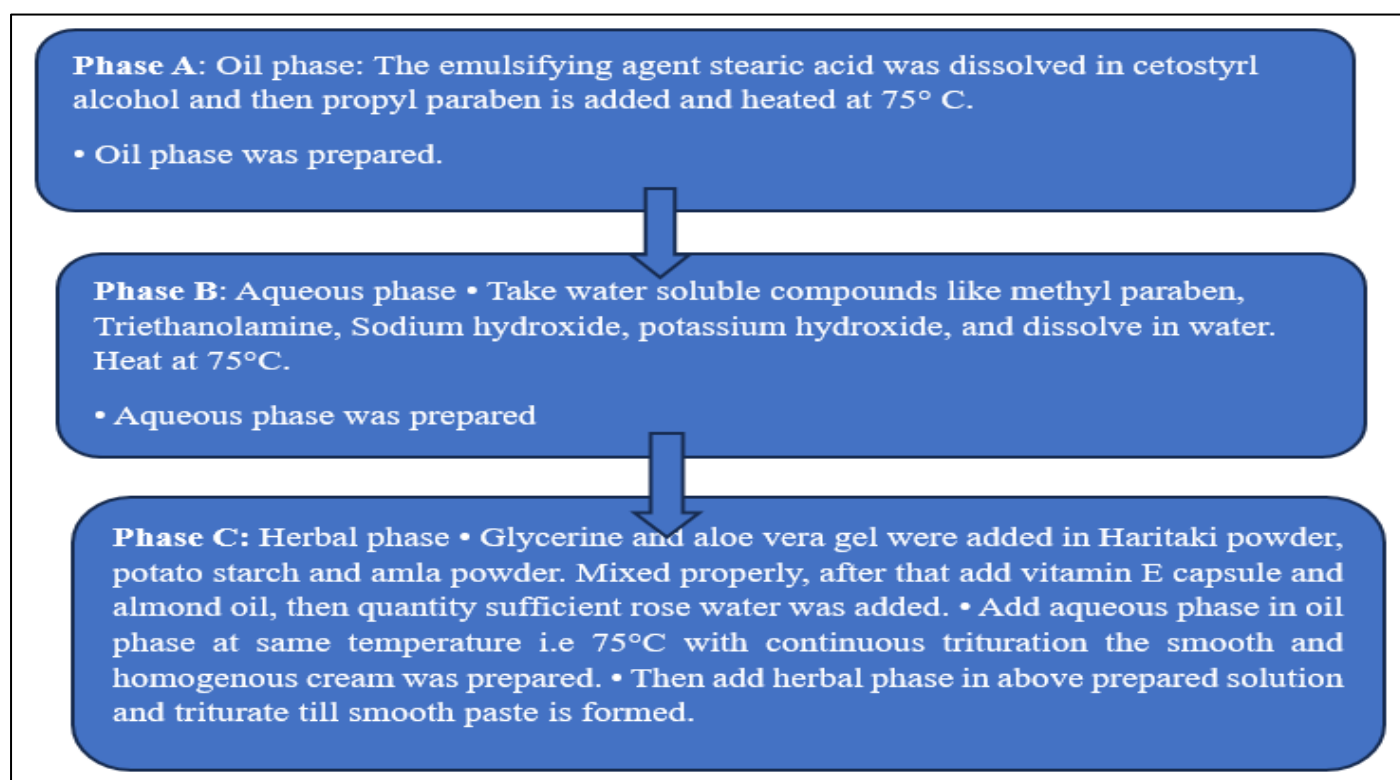 Phase A: Oil phase: The emulsifying agent stearic acid was dissolved in cetostyrl
alcohol and then propyl paraben is added and heated at 75° C.
• Oil phase was prepared.
Phase B: Aqueous phase • Take water soluble compounds like methyl paraben,
Triethanolamine, Sodium hydroxide, potassium hydroxide, and dissolve in water.
Heat at 75°C.
• Aqueous phase was prepared
Phase C: Herbal phase • Glycerine and aloe vera gel were added in Haritaki powder,
potato starch and amla powder. Mixed properly, after that add vitamin E capsule and
almond oil, then quantity sufficient rose water was added. • Add aqueous phase in oil
phase at same temperature i.e 75°C with continuous trituration the smooth and
homogenous cream was prepared. • Then add herbal phase in above prepared solution
and triturate till smooth paste is formed.